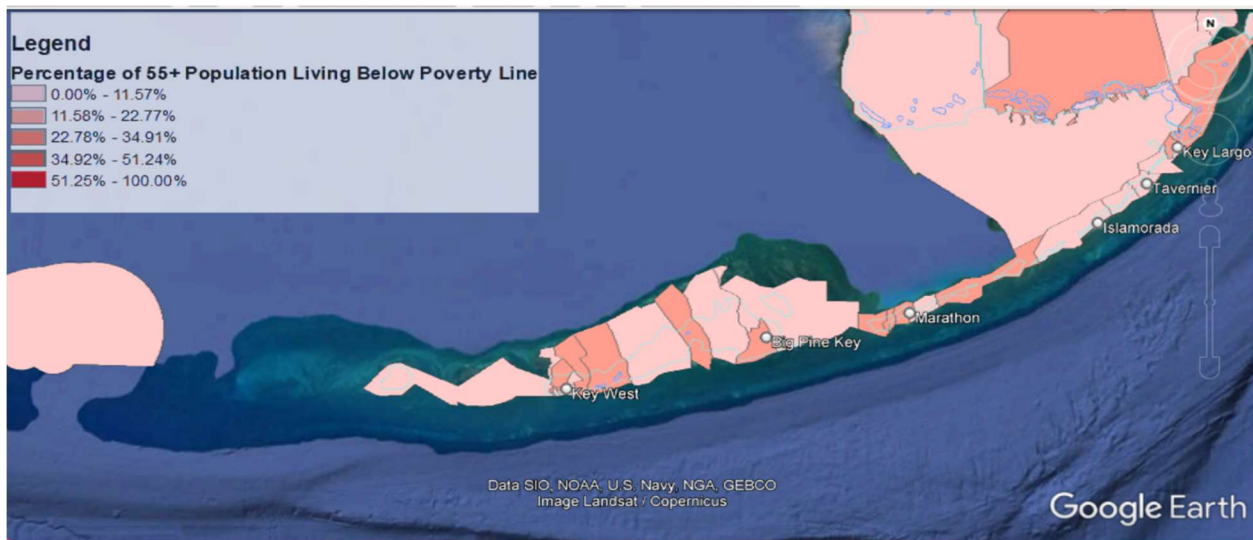 Legend
Percentage of 55+ Population Living Below Poverty Line
0.00% - 11.57%
11.58% - 22.77%
22.78% - 34.91%
34.92% - 51.24%
51.25% - 100.00%
N
Key Largo
Tavernier
Islamorada
Marathon
Big Pine Key
Key West
Data SIO, NOAA, U.S. Navy, NGA, GEBCO
Image Landsat / Copernicus
Google Earth